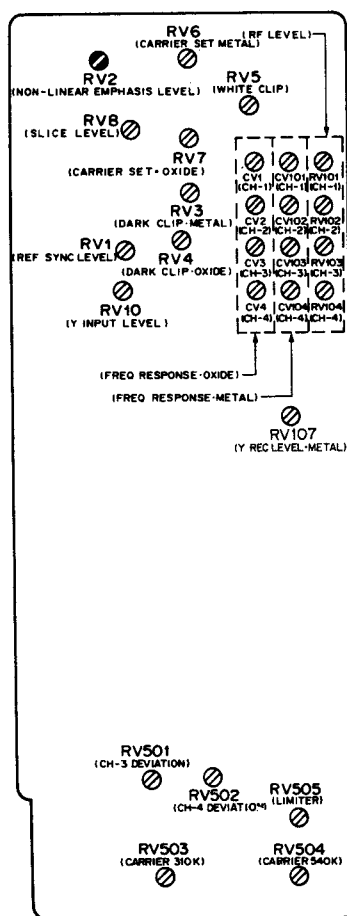 RV6
(CARRIER SET METAL)
(RF LEVEL)
RV2
(NON-LINEAR EMPHASIS LEVEL)
RV5
(WHITE CLIP)
RV8
(SLICE LEVEL)
RV7
(CARRIER SET-OXIDE)
CV1
(CH-1)
CV101
(CH-1)
RV101
(CH-1)
RV3
(DARK CLIP-METAL)
CV2
(CH-2)
CV102
(CH-2)
RV102
(CH-2)
RV1
(REF SYNC LEVEL)
RV4
(DARK CLIP-OXIDE)
CV3
(CH-3)
CV103
(CH-3)
RV103
(CH-3)
RV10
(Y INPUT LEVEL)
CV4
(CH-4)
CV104
(CH-4)
RV104
(CH-4)
(FREQ RESPONSE-OXIDE)
(FREQ RESPONSE-METAL)
RV107
(Y REC LEVEL-METAL)
RV501
(CH-3 DEVIATION)
RV502
(CH-4 DEVIATION)
RV505
(LIMITER)
RV503
(CARRIER 310K)
RV504
(CARRIER 540K)